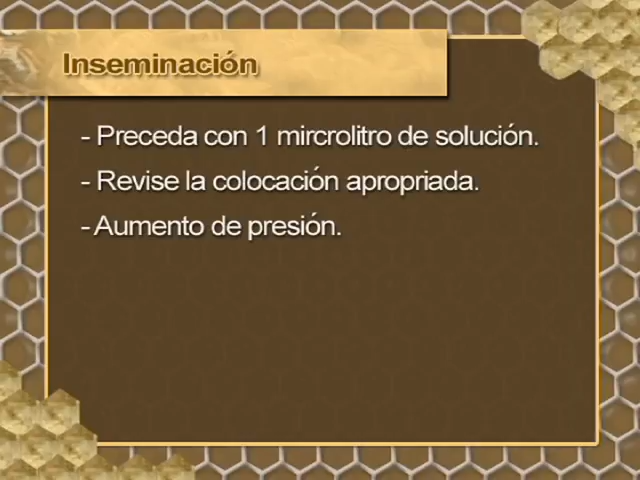 Inseminación
- Preceda con 1 mircrolitro de solución.
- Revise la colocación apropriada.
- Aumento de presión.